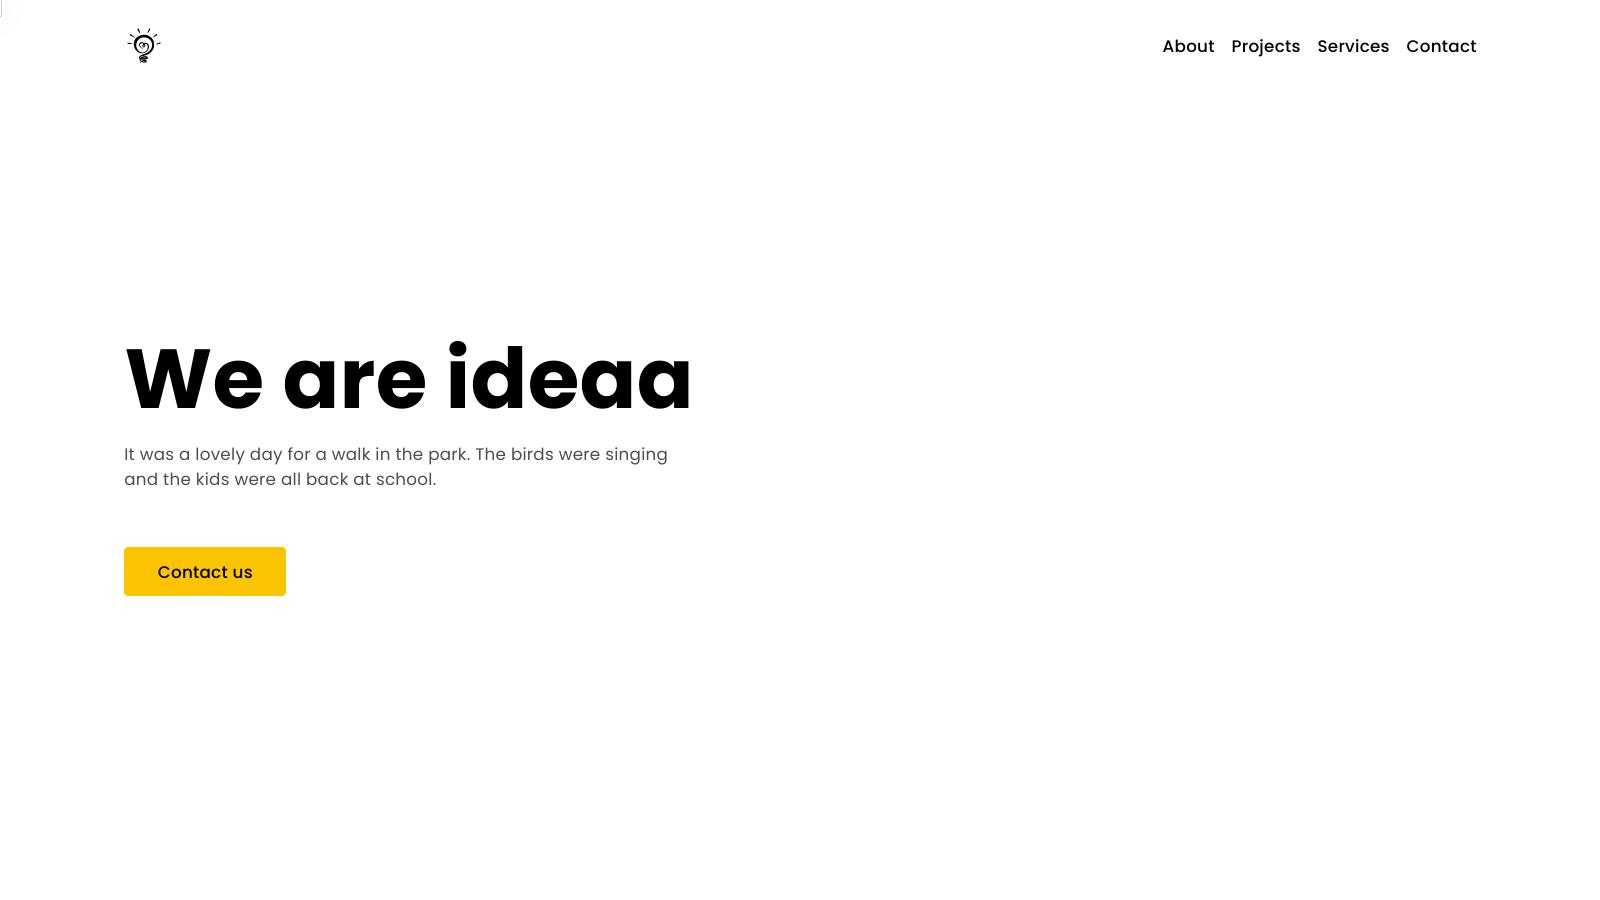 About Projects Services Contact
We are ideaa
It was a lovely day for a walk in the park. The birds were singing
and the kids were all back at school.
Contact us